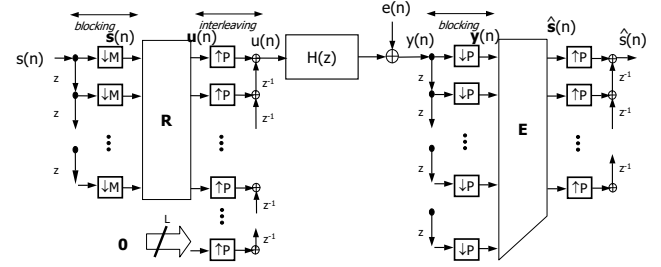 blocking
interleaving
e(n)
blocking
s(n)
s(n)
u(n)
u(n)
y(n)
y(n)
ŝ(n)
ŝ(n)
z
↓M
↑P
H(z)
z
↓P
↑P
z
↓M
↑P
z⁻¹
z
↓P
↑P
z⁻¹
R
E
z
↓M
↑P
z⁻¹
z
↓P
↑P
z⁻¹
0
L
↑P
z⁻¹
z
↓P